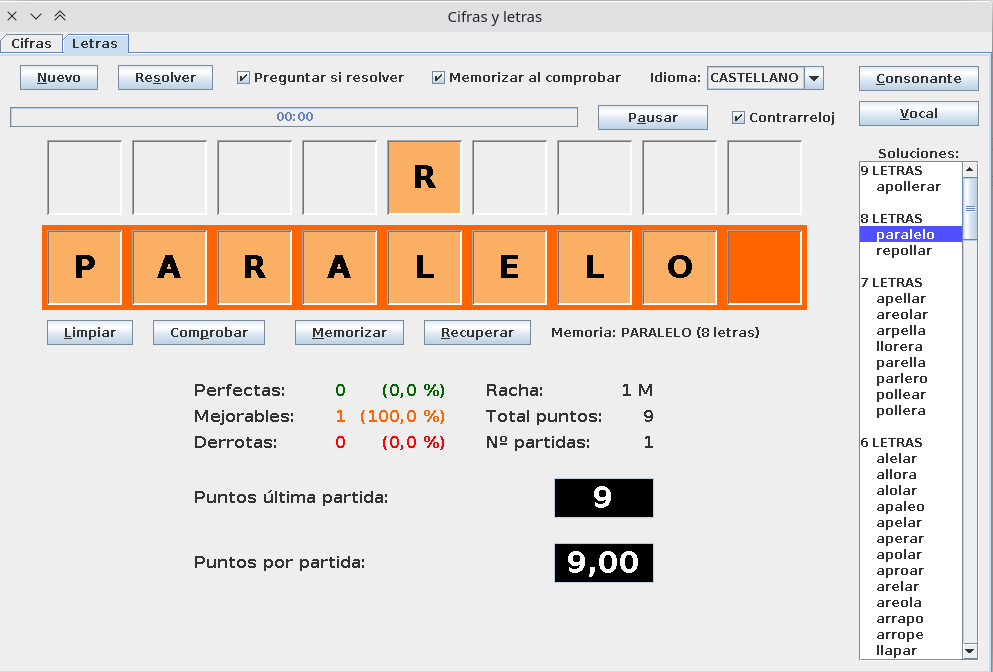 Cifras y letras
Cifras Letras
Nuevo Resolver Preguntar si resolver Memorizar al comprobar Idioma: CASTELLANO Consonante
00:00 Pausar Contrarreloj Vocal
R
P A R A L E L O
Limpiar Comprobar Memorizar Recuperar Memoria: PARALELO (8 letras)
Perfectas: 0 (0,0 %) Racha: 1 M
Mejorables: 1 (100,0 %) Total puntos: 9
Derrotas: 0 (0,0 %) Nº partidas: 1
Puntos última partida: 9
Puntos por partida: 9,00
Soluciones:
9 LETRAS
apollerar
8 LETRAS
paralelo
repollar
7 LETRAS
apellar
areolar
arpella
llorera
parella
parlero
pollear
pollera
6 LETRAS
alelar
allora
alolar
apaleo
apelar
aperar
apolar
aproar
arelar
areola
arrapo
arrope
llapar